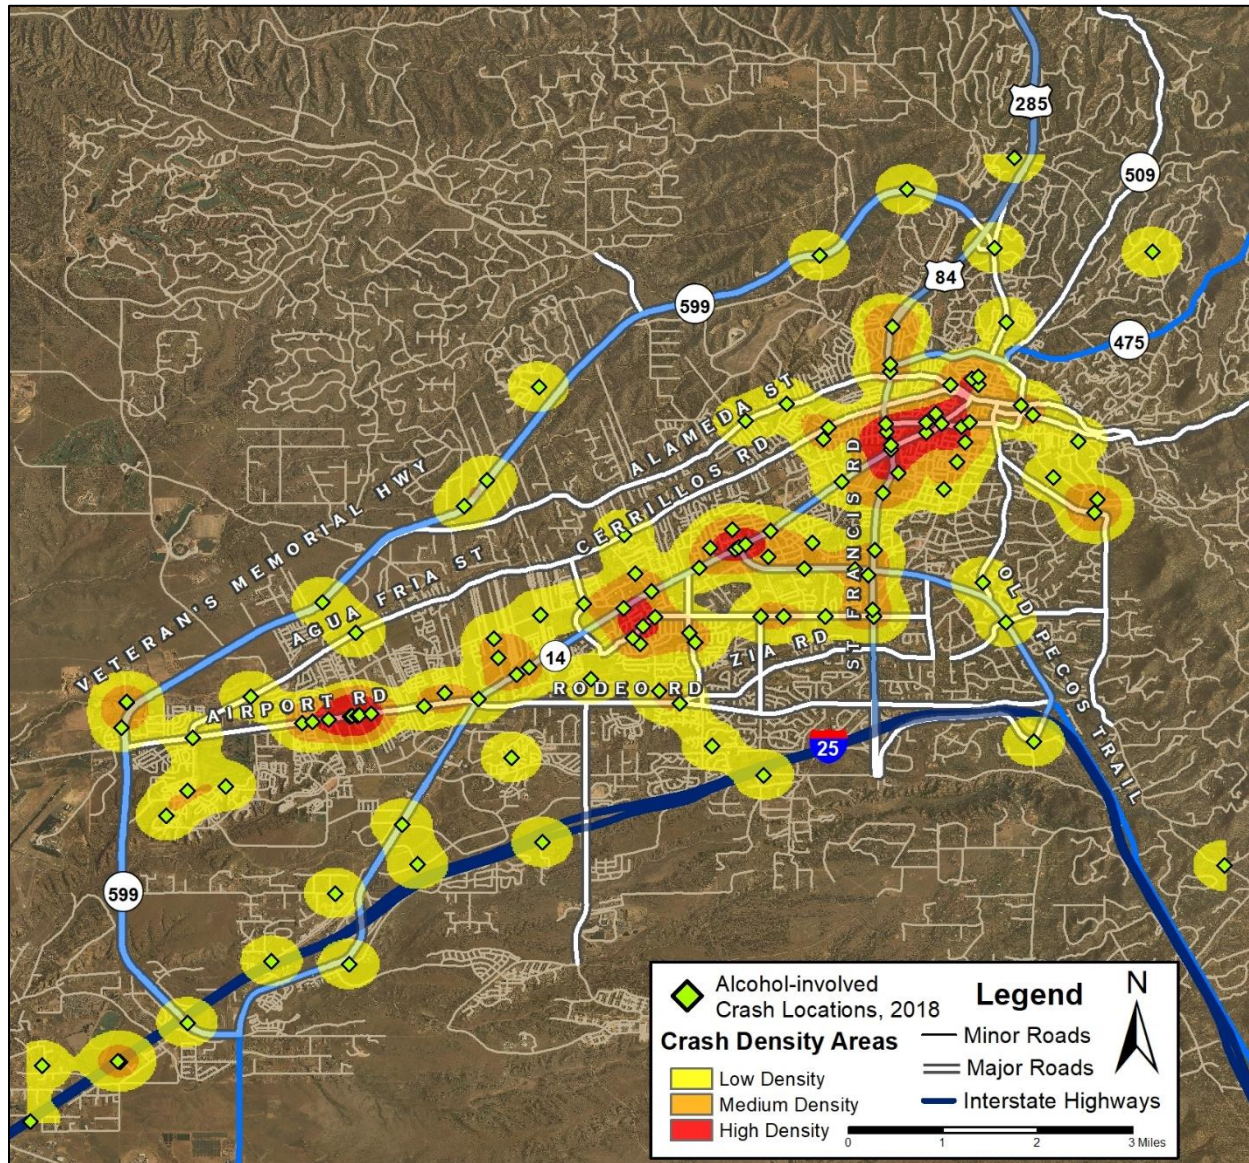 285
509
84
599
475
ALAMEDA ST
CERRILLOS RD
VETERAN'S MEMORIAL HWY
AGUA FRIA ST
ST FRANCIS RD
OLD PECOS TRAIL
ZIA RD
14
RODEO RD
AIRPORT RD
25
599
Alcohol-involved
Crash Locations, 2018
Legend
N
Crash Density Areas
Minor Roads
Major Roads
Interstate Highways
Low Density
Medium Density
High Density
0 1 2 3 Miles